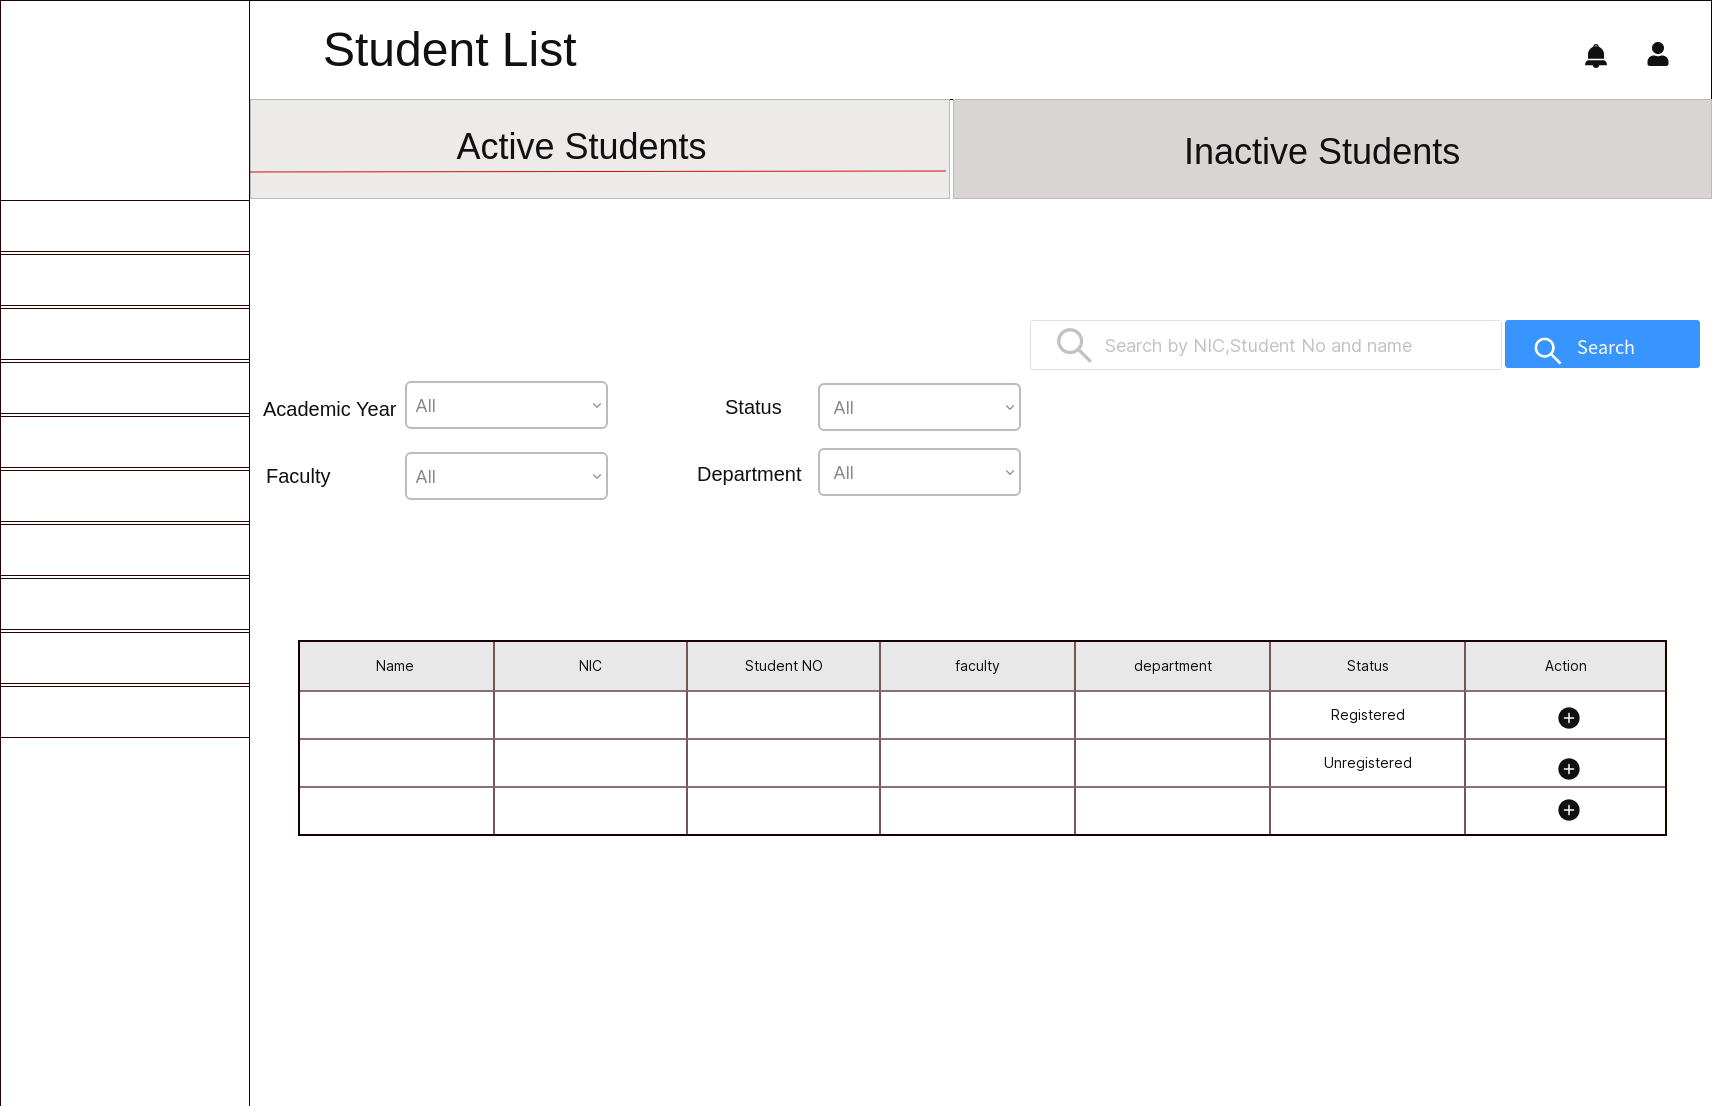 Student List
Active Students
Inactive Students
Search by NIC,Student No and name
Search
Academic Year
All
Status
All
Faculty
All
Department
All
Name NIC Student NO faculty department Status Action
Registered
Unregistered